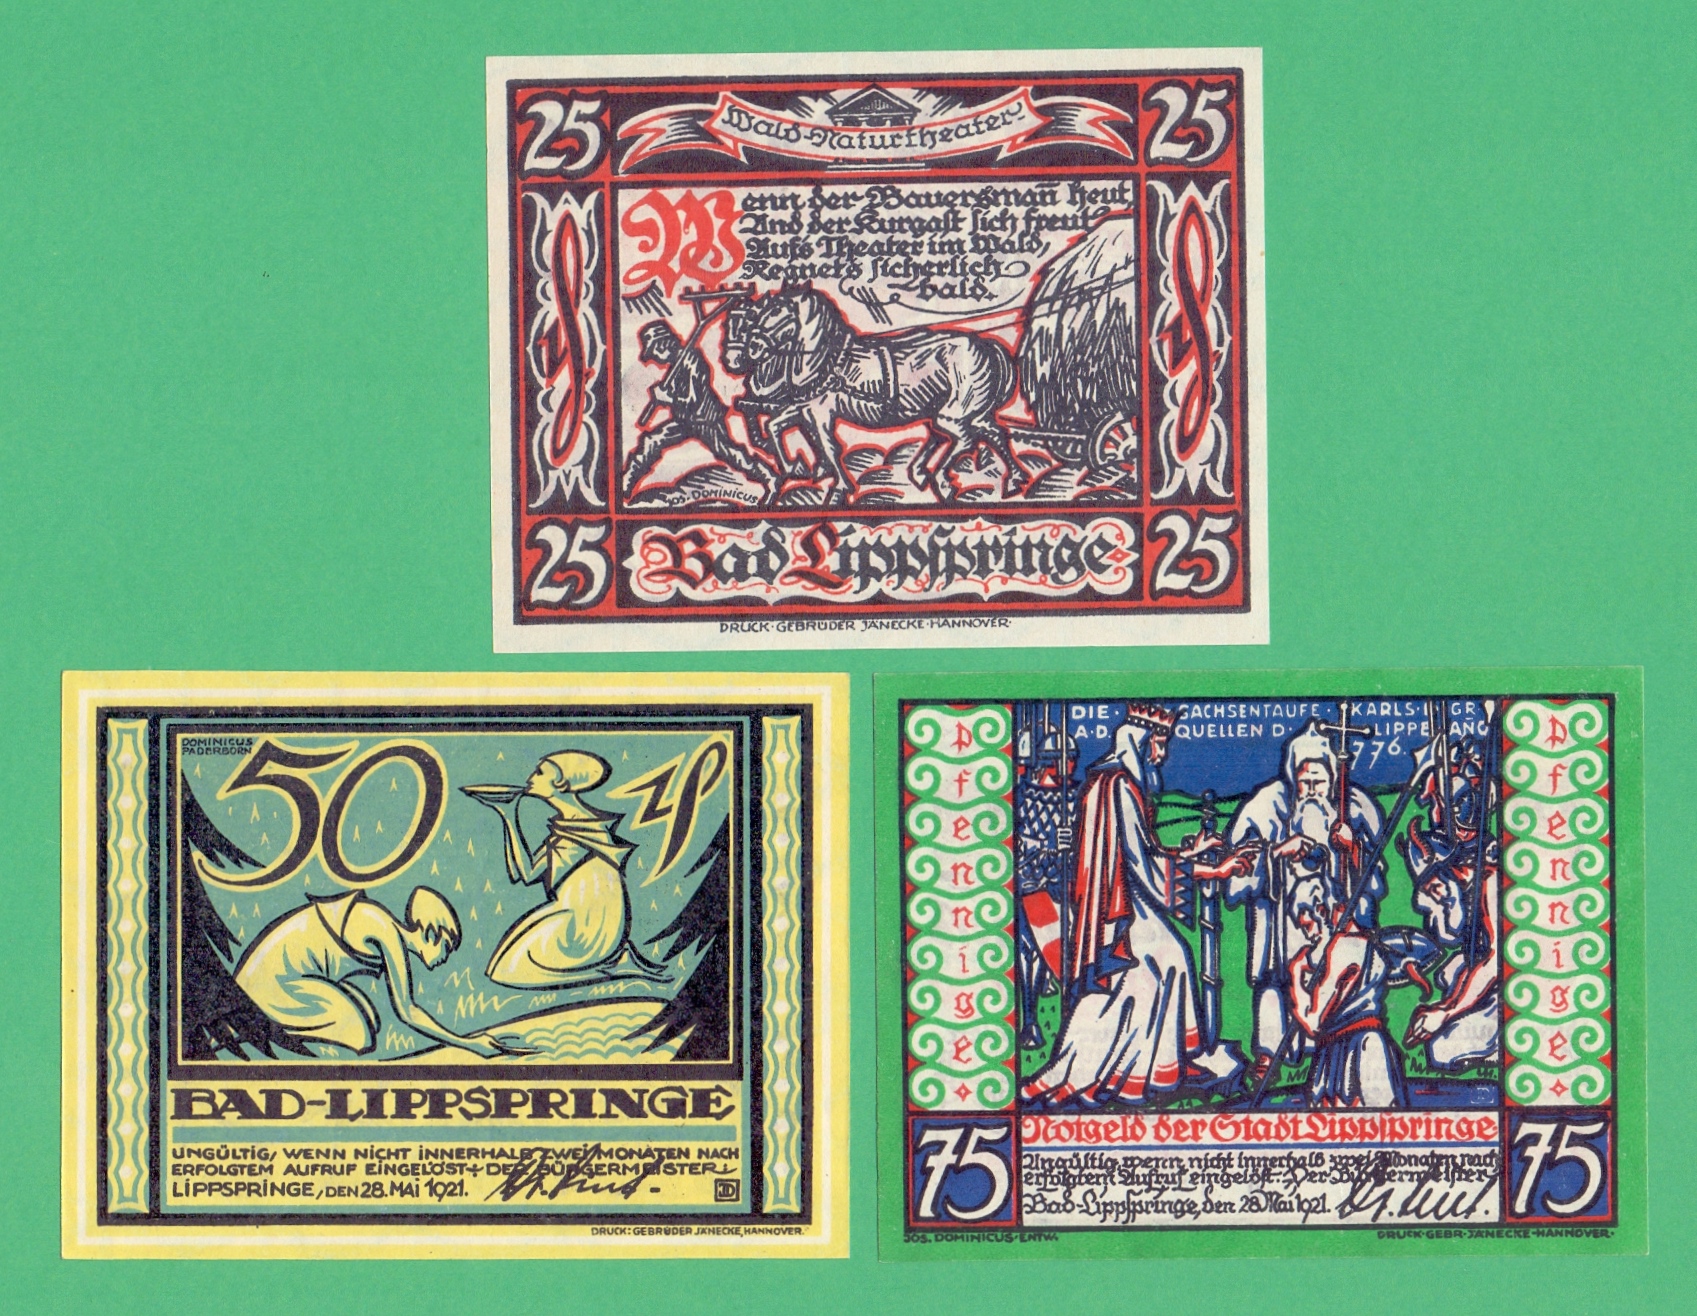 25
Wald-Naturtheater
25
Wenn der Bauersmañ heut,
Und der Kurgast sich freut
Aufs Theater im Wald,
Regnet's sicherlich
bald.
JOS. DOMINICUS
25
Bad Lippspringe
25
DRUCK·GEBRÜDER JÄNECKE·HANNOVER·
DOMINICUS
PADERBORN
50
BAD-LIPPSPRINGE
UNGÜLTIG, WENN NICHT INNERHALB ZWEI MONATEN NACH
ERFOLGTEM AUFRUF EINGELÖST÷DER BÜRGERMEISTER÷
LIPPSPRINGE, DEN 28. MAI 1921.
JD
DRUCK: GEBRÜDER JÄNECKE, HANNOVER.
DIE · SACHSENTAUFE · KARLS · D GR
A·D· QUELLEN D· LIPPE AÑO
776.
Pfennige
Pfennige
75
Notgeld der Stadt Lippspringe
Ungültig, wenn nicht innerhalb zwei Monaten nach
erfolgtem Aufruf eingelöst. Der Bürgermeister
Bad-Lippspringe, den 28 Mai 1921.
75
JOS. DOMINICUS·ENTW.
DRUCK·GEBR·JÄNECKE-HANNOVER·